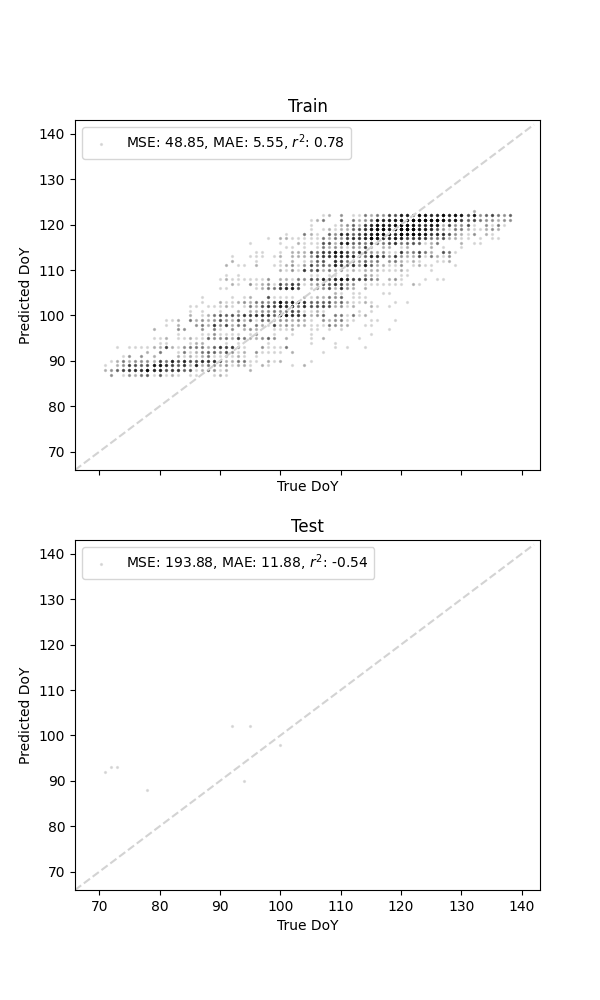 Train
MSE: 48.85, MAE: 5.55, r²: 0.78
140
130
120
110
100
90
80
70
Predicted DoY
True DoY
Test
MSE: 193.88, MAE: 11.88, r²: -0.54
140
130
120
110
100
90
80
70
Predicted DoY
70 80 90 100 110 120 130 140
True DoY